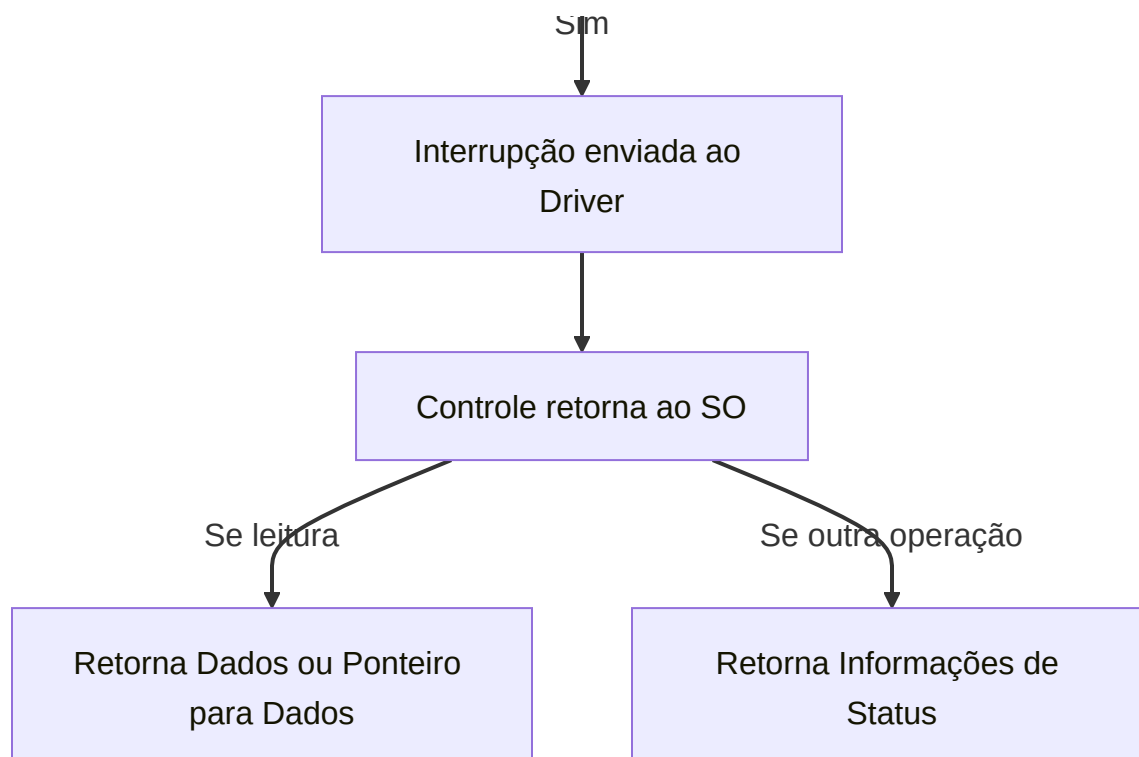 Sim
Interrupção enviada ao
Driver
Controle retorna ao SO
Se leitura
Se outra operação
Retorna Dados ou Ponteiro
para Dados
Retorna Informações de
Status